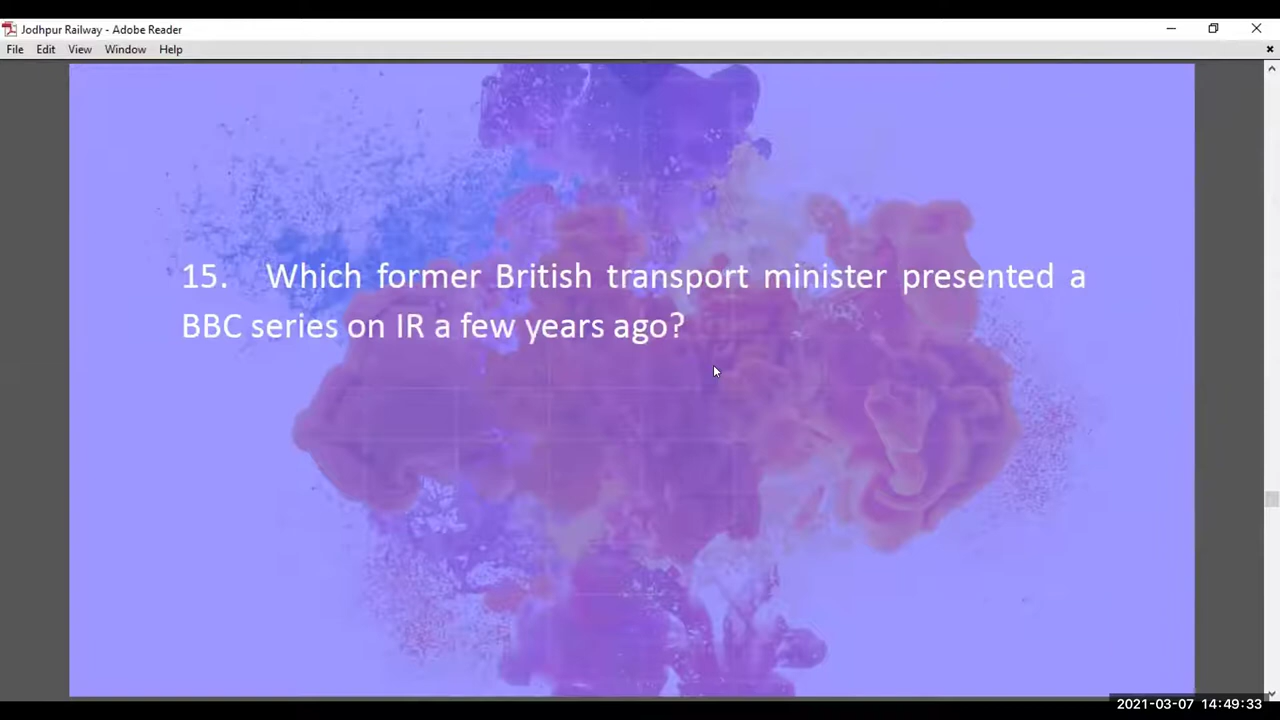 Jodhpur Railway - Adobe Reader
File Edit View Window Help
15. Which former British transport minister presented a
BBC series on IR a few years ago?
2021-03-07 14:49:33